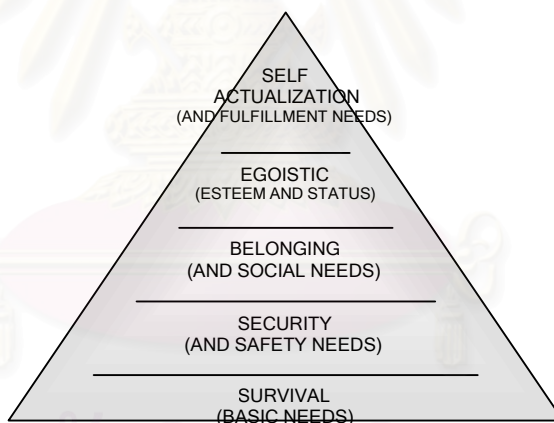 SELF
ACTUALIZATION
(AND FULFILLMENT NEEDS)
EGOISTIC
(ESTEEM AND STATUS)
BELONGING
(AND SOCIAL NEEDS)
SECURITY
(AND SAFETY NEEDS)
SURVIVAL
(BASIC NEEDS)